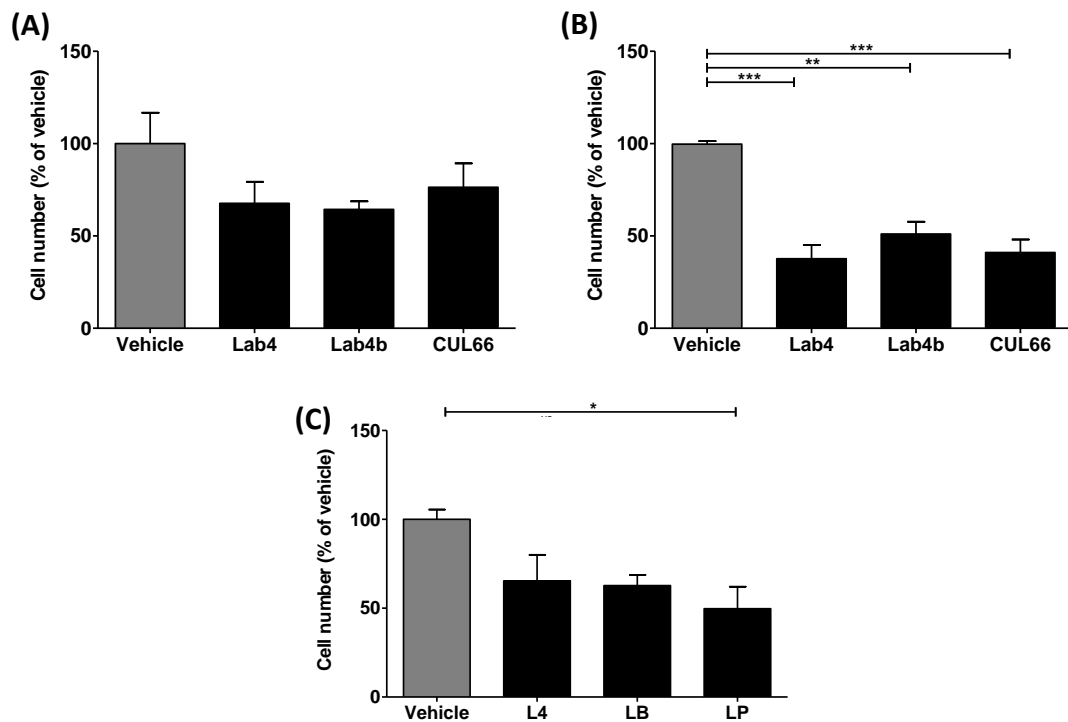 (A)
150
100
50
0
Cell number (% of vehicle)
Vehicle Lab4 Lab4b CUL66
(B)
***
**
***
150
100
50
0
Cell number (% of vehicle)
Vehicle Lab4 Lab4b CUL66
(C)
*
150
100
50
0
Cell number (% of vehicle)
Vehicle L4 LB LP